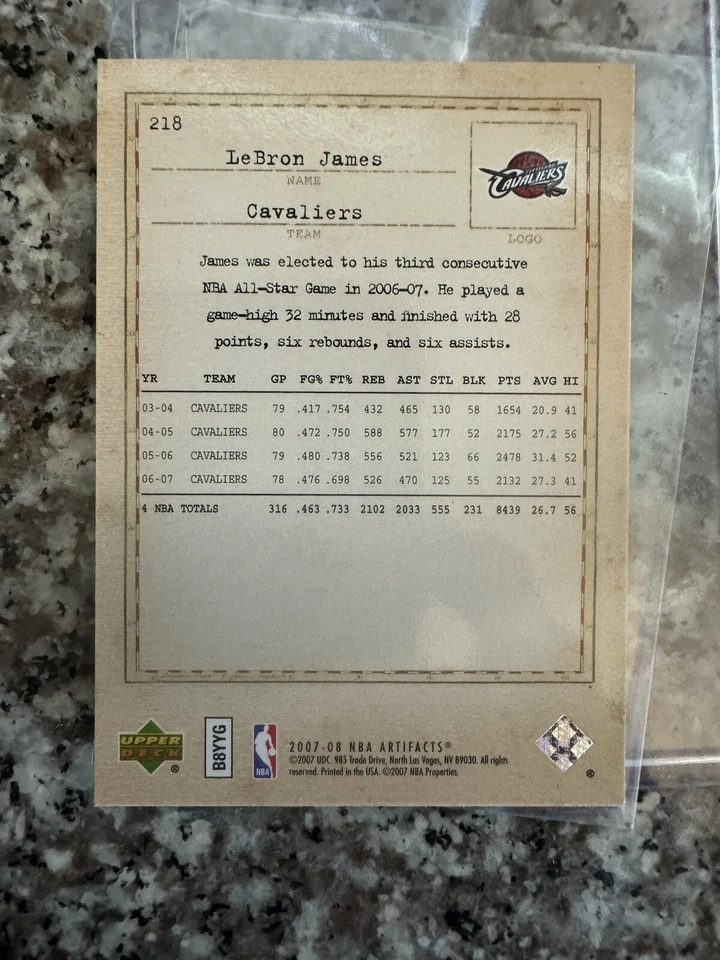 218
LeBron James
NAME
CAVALIERS
Cavaliers
TEAM
LOGO
James was elected to his third consecutive
NBA All-Star Game in 2006-07. He played a
game-high 32 minutes and finished with 28
points, six rebounds, and six assists.
YR TEAM GP FG% FT% REB AST STL BLK PTS AVG HI
03-04 CAVALIERS 79 .417 .754 432 465 130 58 1654 20.9 41
04-05 CAVALIERS 80 .472 .750 588 577 177 52 2175 27.2 56
05-06 CAVALIERS 79 .480 .738 556 521 123 66 2478 31.4 52
06-07 CAVALIERS 78 .476 .698 526 470 125 55 2132 27.3 41
4 NBA TOTALS 316 .463 .733 2102 2033 555 231 8439 26.7 56
UPPER
DECK
®
B8YYG
NBA
2007-08 NBA ARTIFACTS®
©2007 UDC. 985 Trade Drive, North Las Vegas, NV 89030. All rights
reserved. Printed in the USA. ©2007 NBA Properties.
®